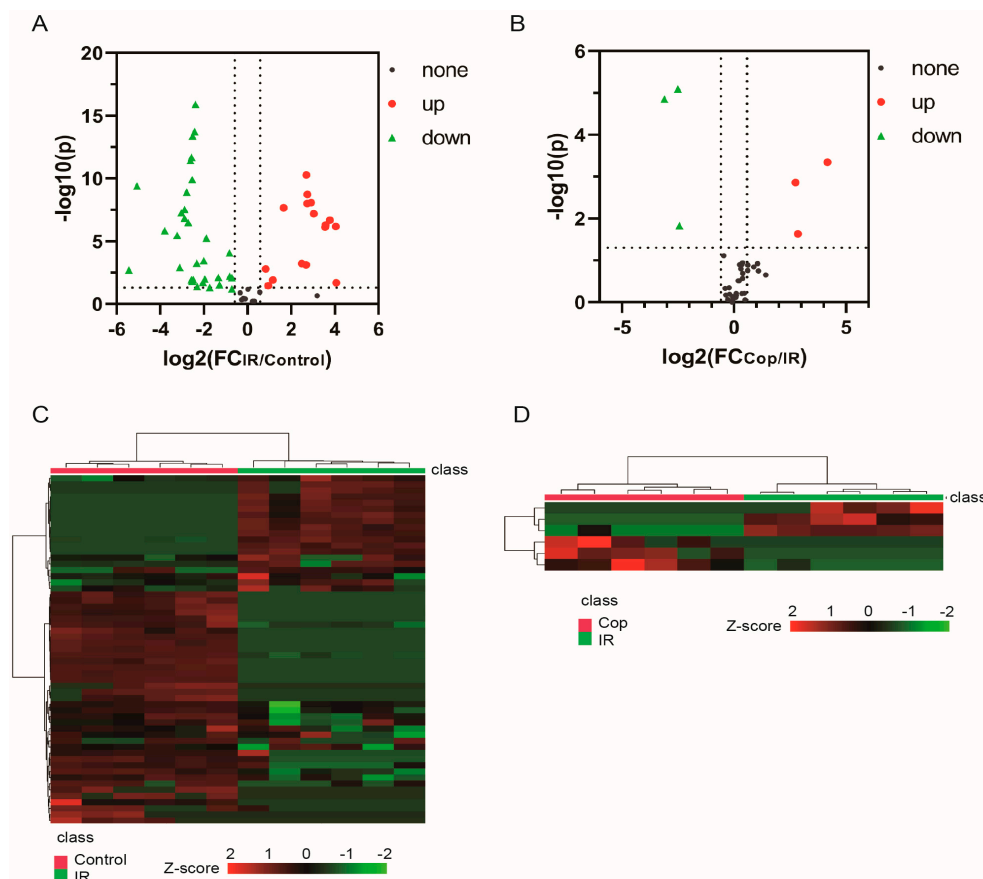 A
20
15
10
5
0
-log10(p)
-6 -4 -2 0 2 4 6
log2(FCIR/Control)
none
up
down
B
6
4
2
0
-log10(p)
-5 0 5
log2(FCCop/IR)
none
up
down
C
class
class
Control
IR
Z-score 2 1 0 -1 -2
D
class
class
Cop
IR
Z-score 2 1 0 -1 -2